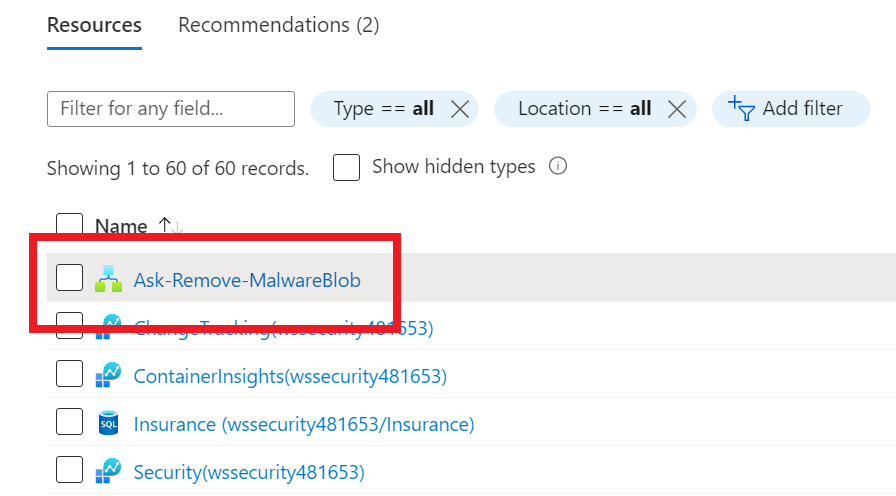 Resources Recommendations (2)
Filter for any field... Type == all Location == all Add filter
Showing 1 to 60 of 60 records. Show hidden types
Name
Ask-Remove-MalwareBlob
ChangeTracking(wssecurity481653)
ContainerInsights(wssecurity481653)
SQL Insurance (wssecurity481653/Insurance)
Security(wssecurity481653)